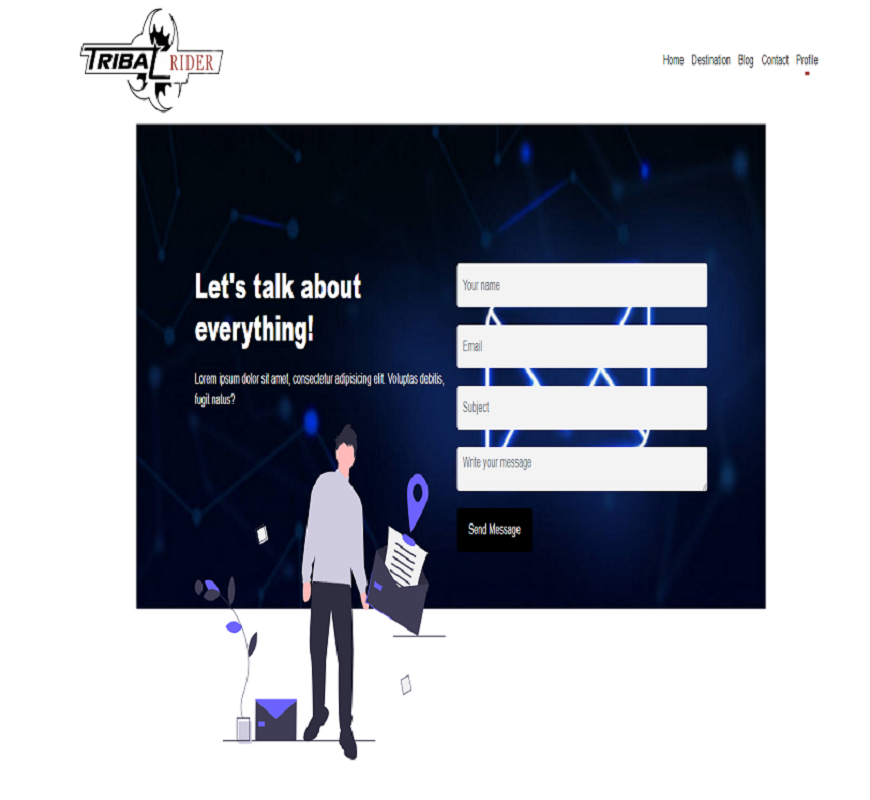 TRIBAL RIDER
Home Destination Blog Contact Profile
Let's talk about
everything!
Lorem ipsum dolor sit amet, consectetur adipisicing elit. Voluptas debitis,
fugit natus?
Your name
Email
Subject
Write your message
Send Message